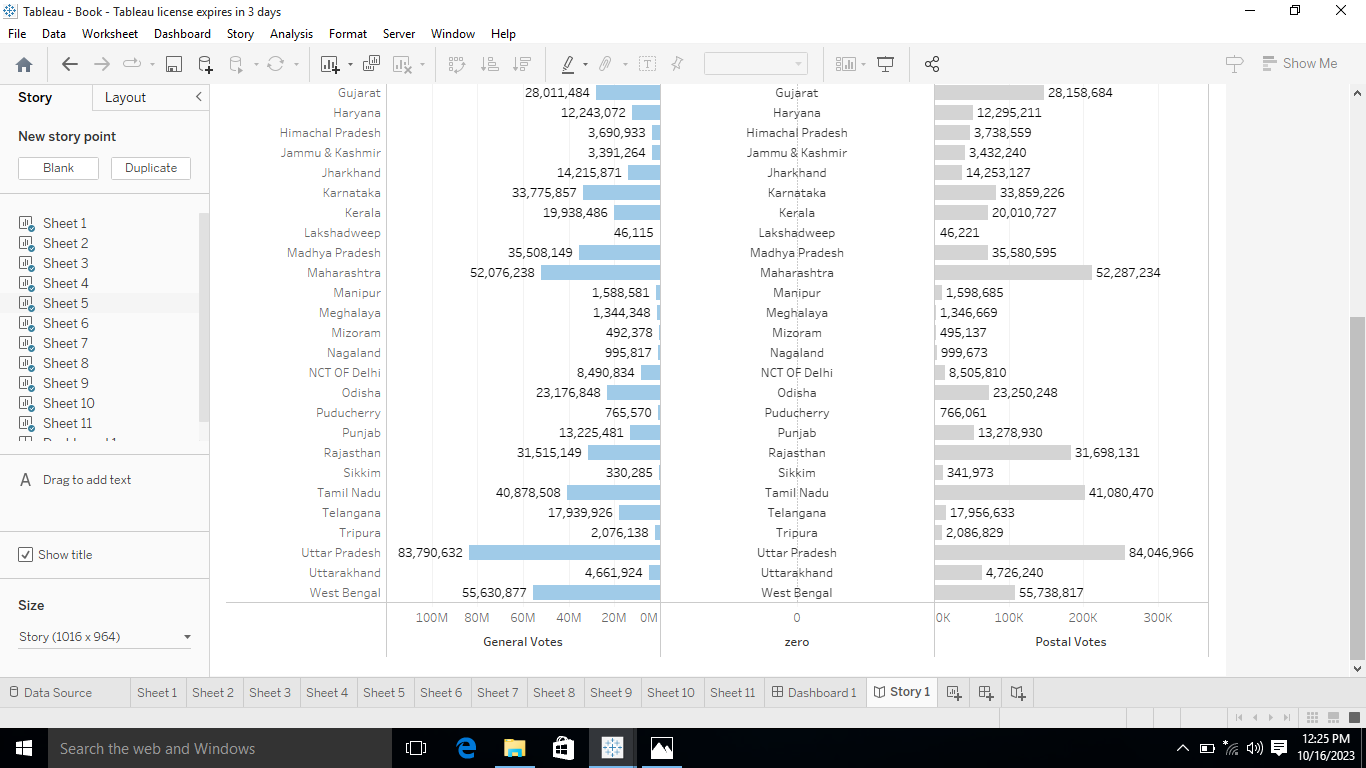 Tableau - Book - Tableau license expires in 3 days
File Data Worksheet Dashboard Story Analysis Format Server Window Help
Show Me
Story Layout
New story point
Blank Duplicate
Sheet 1
Sheet 2
Sheet 3
Sheet 4
Sheet 5
Sheet 6
Sheet 7
Sheet 8
Sheet 9
Sheet 10
Sheet 11
A Drag to add text
Show title
Size
Story (1016 x 964)
Gujarat 28,011,484 Gujarat 28,158,684
Haryana 12,243,072 Haryana 12,295,211
Himachal Pradesh 3,690,933 Himachal Pradesh 3,738,559
Jammu & Kashmir 3,391,264 Jammu & Kashmir 3,432,240
Jharkhand 14,215,871 Jharkhand 14,253,127
Karnataka 33,775,857 Karnataka 33,859,226
Kerala 19,938,486 Kerala 20,010,727
Lakshadweep 46,115 Lakshadweep 46,221
Madhya Pradesh 35,508,149 Madhya Pradesh 35,580,595
Maharashtra 52,076,238 Maharashtra 52,287,234
Manipur 1,588,581 Manipur 1,598,685
Meghalaya 1,344,348 Meghalaya 1,346,669
Mizoram 492,378 Mizoram 495,137
Nagaland 995,817 Nagaland 999,673
NCT OF Delhi 8,490,834 NCT OF Delhi 8,505,810
Odisha 23,176,848 Odisha 23,250,248
Puducherry 765,570 Puducherry 766,061
Punjab 13,225,481 Punjab 13,278,930
Rajasthan 31,515,149 Rajasthan 31,698,131
Sikkim 330,285 Sikkim 341,973
Tamil Nadu 40,878,508 Tamil Nadu 41,080,470
Telangana 17,939,926 Telangana 17,956,633
Tripura 2,076,138 Tripura 2,086,829
Uttar Pradesh 83,790,632 Uttar Pradesh 84,046,966
Uttarakhand 4,661,924 Uttarakhand 4,726,240
West Bengal 55,630,877 West Bengal 55,738,817
100M 80M 60M 40M 20M 0M 0 0K 100K 200K 300K
General Votes zero Postal Votes
Data Source Sheet 1 Sheet 2 Sheet 3 Sheet 4 Sheet 5 Sheet 6 Sheet 7 Sheet 8 Sheet 9 Sheet 10 Sheet 11 Dashboard 1 Story 1
Search the web and Windows
12:25 PM
10/16/2023